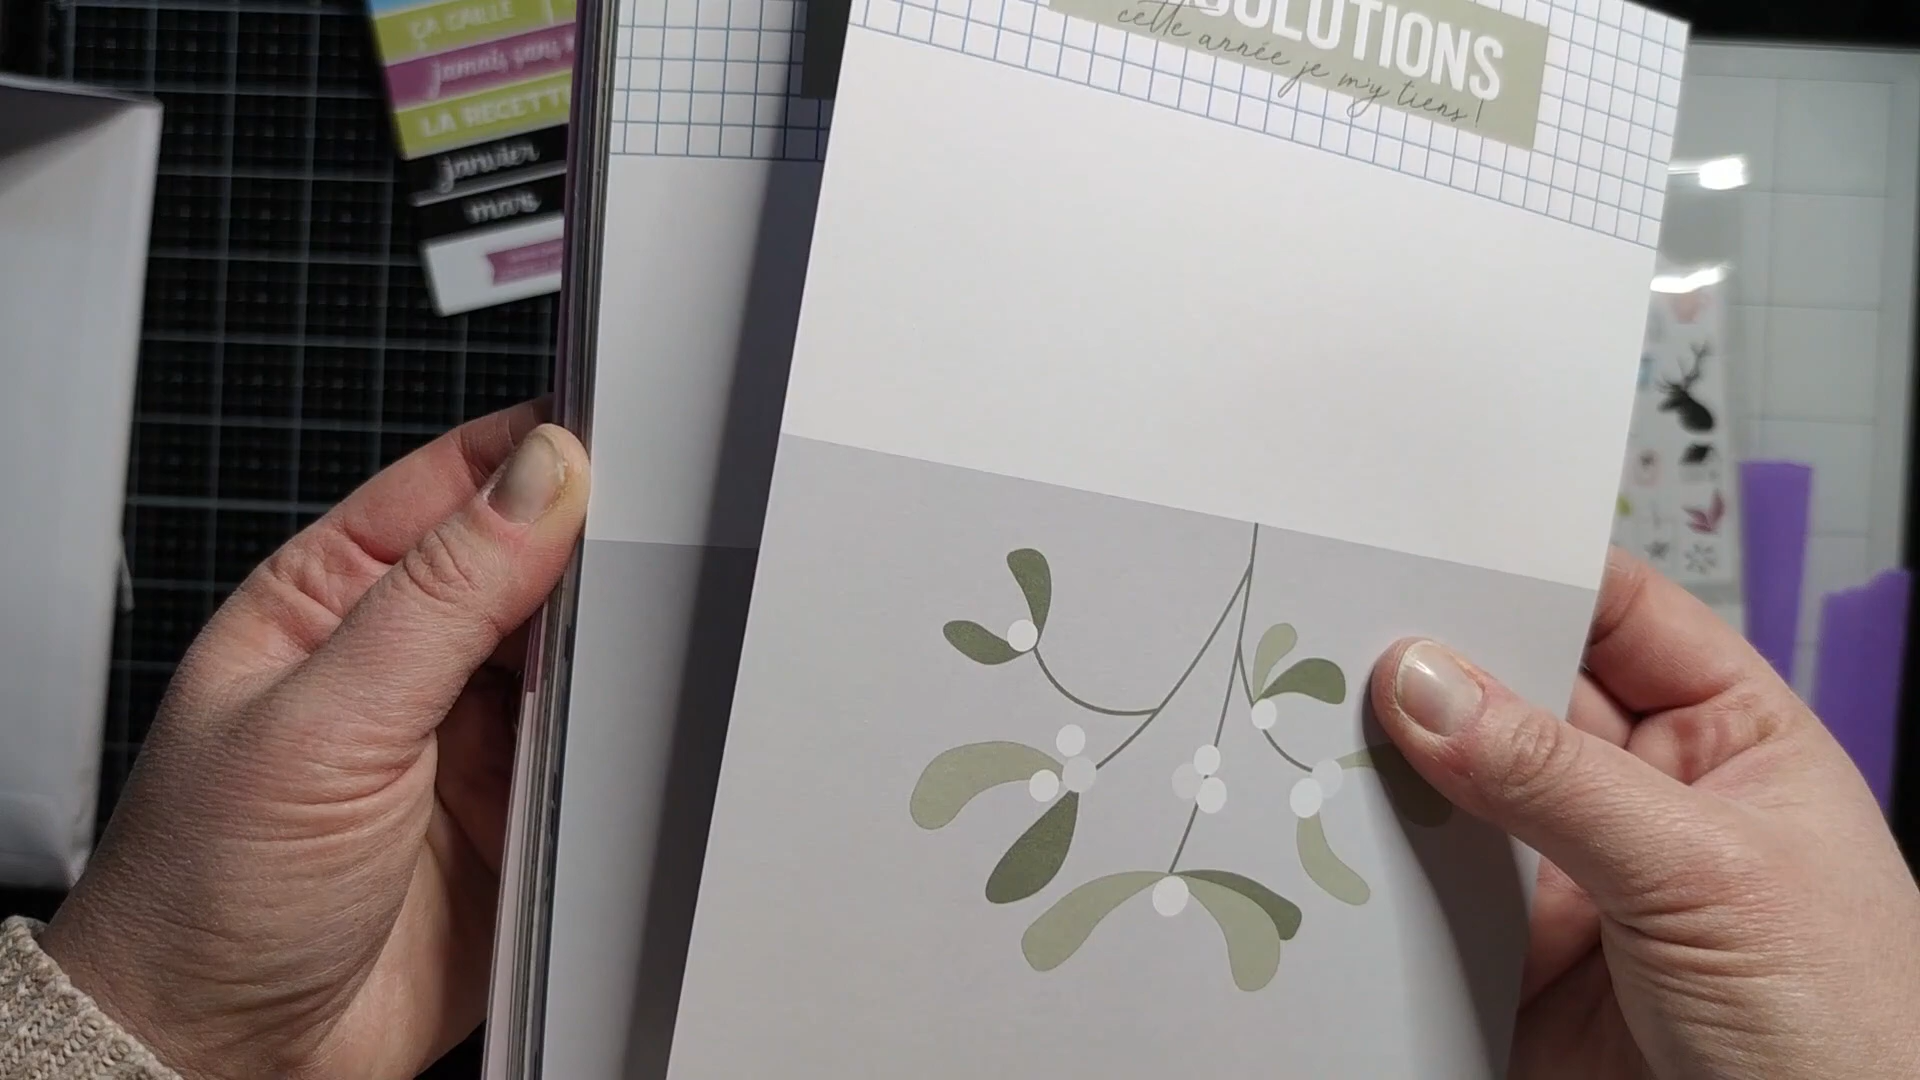 ÇA CAILLE
jamais sans
LA RECETTE
janvier
mars
SOLUTIONS
cette année je m'y tiens !